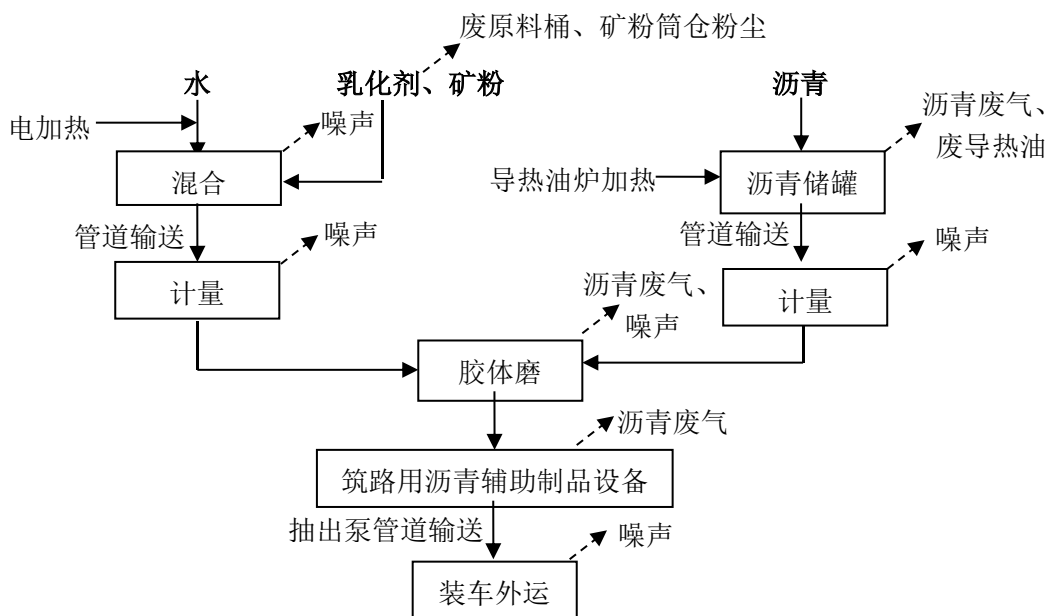 废原料桶、矿粉筒仓粉尘
水
乳化剂、矿粉
沥青
电加热
噪声
沥青废气、
废导热油
混合
导热油炉加热
沥青储罐
管道输送
噪声
管道输送
噪声
计量
沥青废气、
噪声
计量
胶体磨
沥青废气
筑路用沥青辅助制品设备
抽出泵管道输送
噪声
装车外运